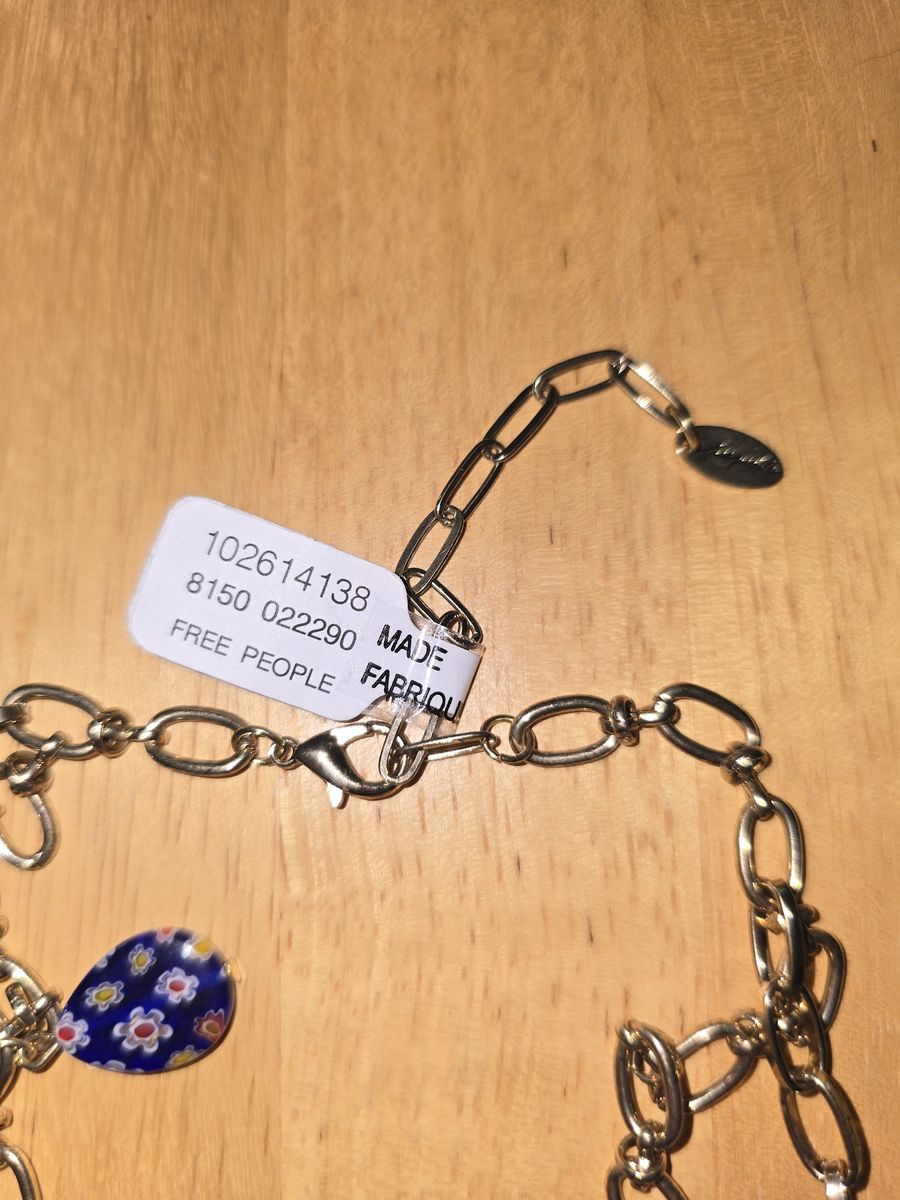 102614138
8150 022290
FREE PEOPLE
MADE
FABRIQU